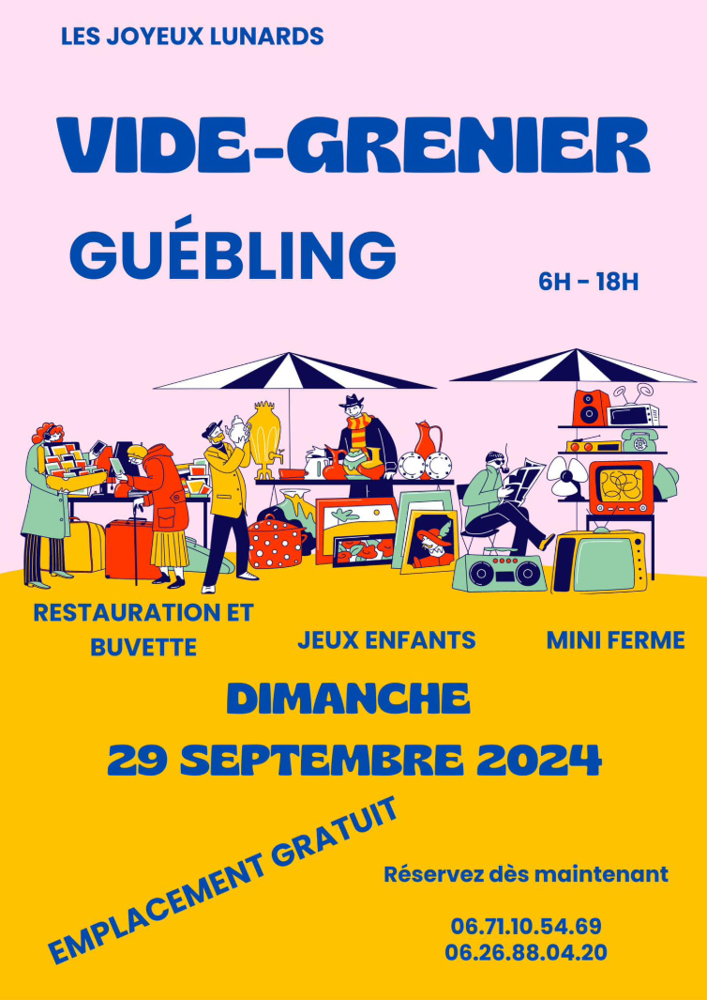 LES JOYEUX LUNARDS
VIDE-GRENIER
GUÉBLING
6H - 18H
RESTAURATION ET
BUVETTE
JEUX ENFANTS
MINI FERME
DIMANCHE
29 SEPTEMBRE 2024
EMPLACEMENT GRATUIT
Réservez dès maintenant
06.71.10.54.69
06.26.88.04.20